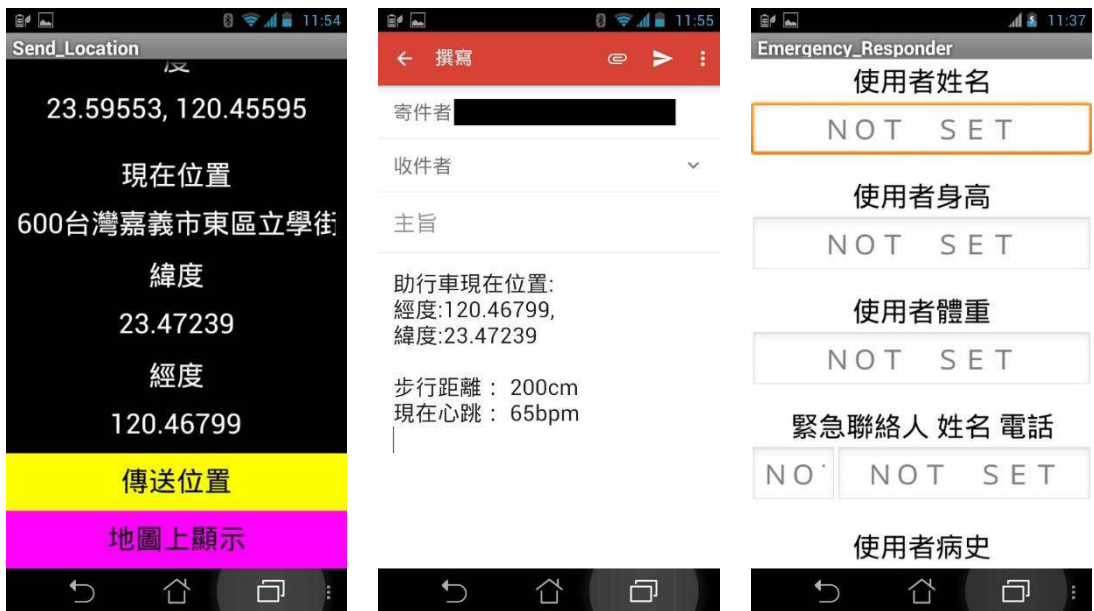 11:54
Send_Location
度
23.59553, 120.45595
現在位置
600台灣嘉義市東區立學街
緯度
23.47239
經度
120.46799
傳送位置
地圖上顯示
11:55
撰寫
寄件者
收件者
主旨
助行車現在位置:
經度:120.46799,
緯度:23.47239
步行距離： 200cm
現在心跳： 65bpm
11:37
Emergency_Responder
使用者姓名
NOT SET
使用者身高
NOT SET
使用者體重
NOT SET
緊急聯絡人 姓名 電話
NO NOT SET
使用者病史